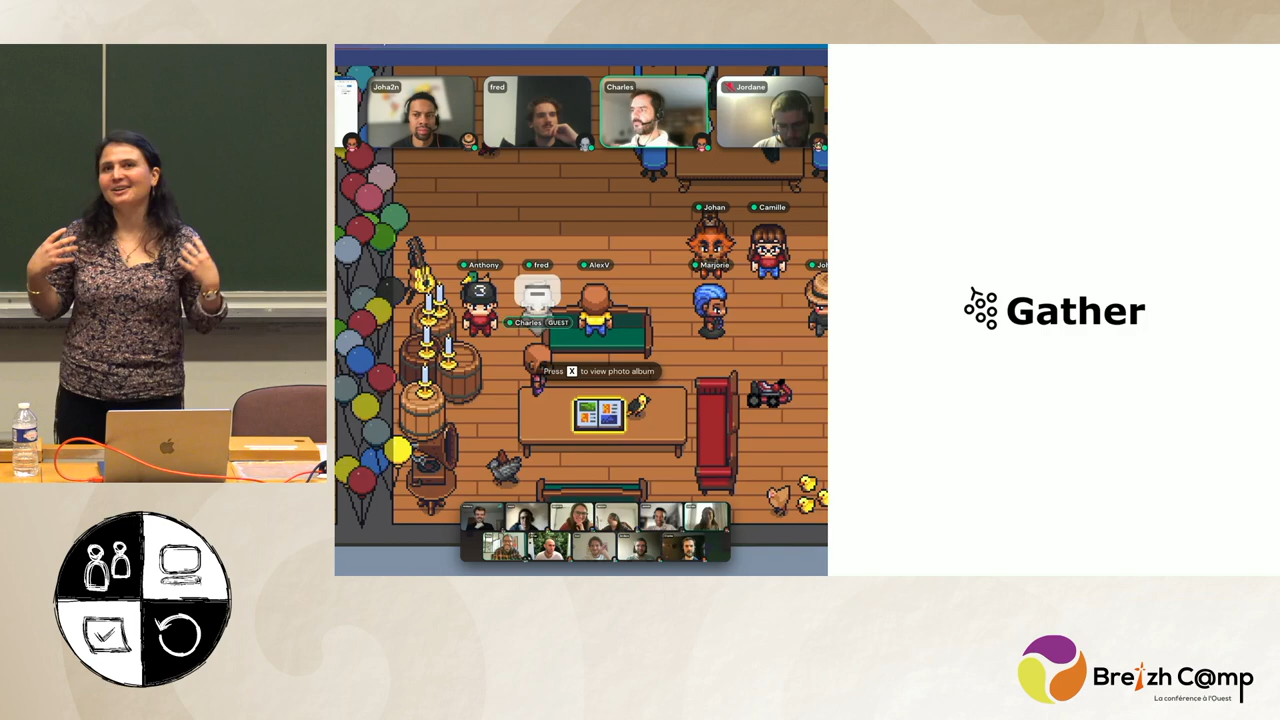 Joha2n
fred
Charles
Jordane
Johan
Camille
Anthony
fred
AlexV
Marjorie
Charles GUEST
Press X to view photo album
3
Gather
Breizh C@mp
La conférence à l'Ouest